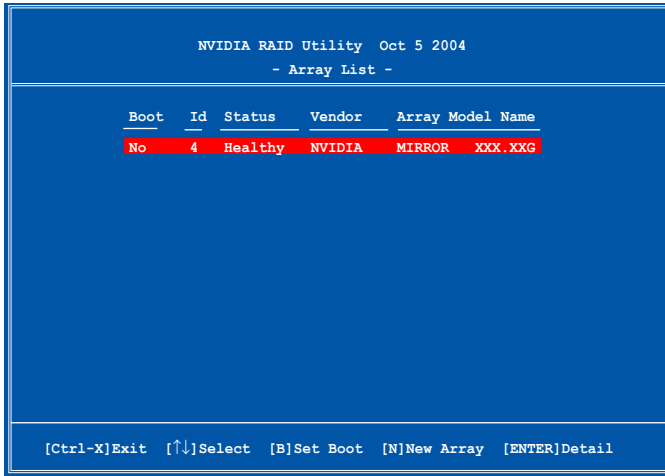 NVIDIA RAID Utility Oct 5 2004
- Array List -
Boot Id Status Vendor Array Model Name
No 4 Healthy NVIDIA MIRROR XXX.XXG
[Ctrl-X]Exit [↑↓]Select [B]Set Boot [N]New Array [ENTER]Detail